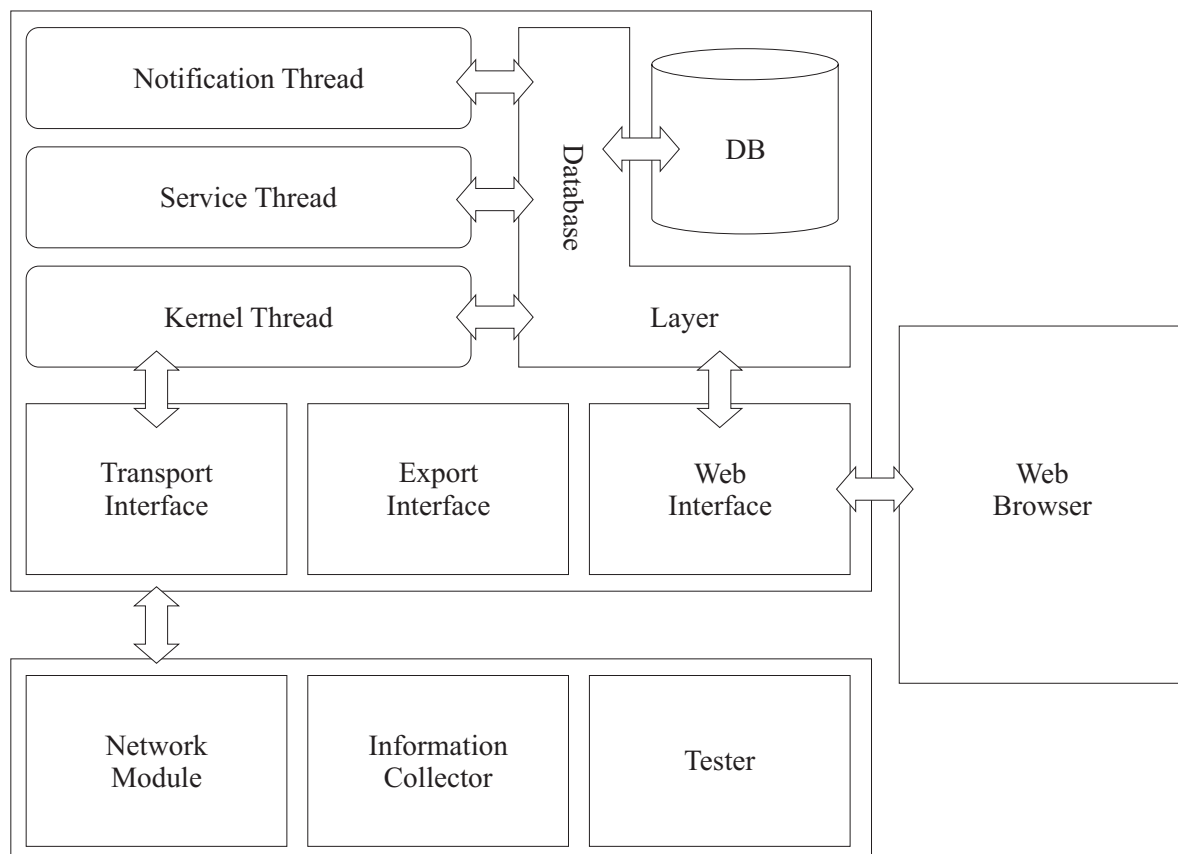 Notification Thread
Service Thread
Kernel Thread
Database
Layer
DB
Transport
Interface
Export
Interface
Web
Interface
Web
Browser
Network
Module
Information
Collector
Tester